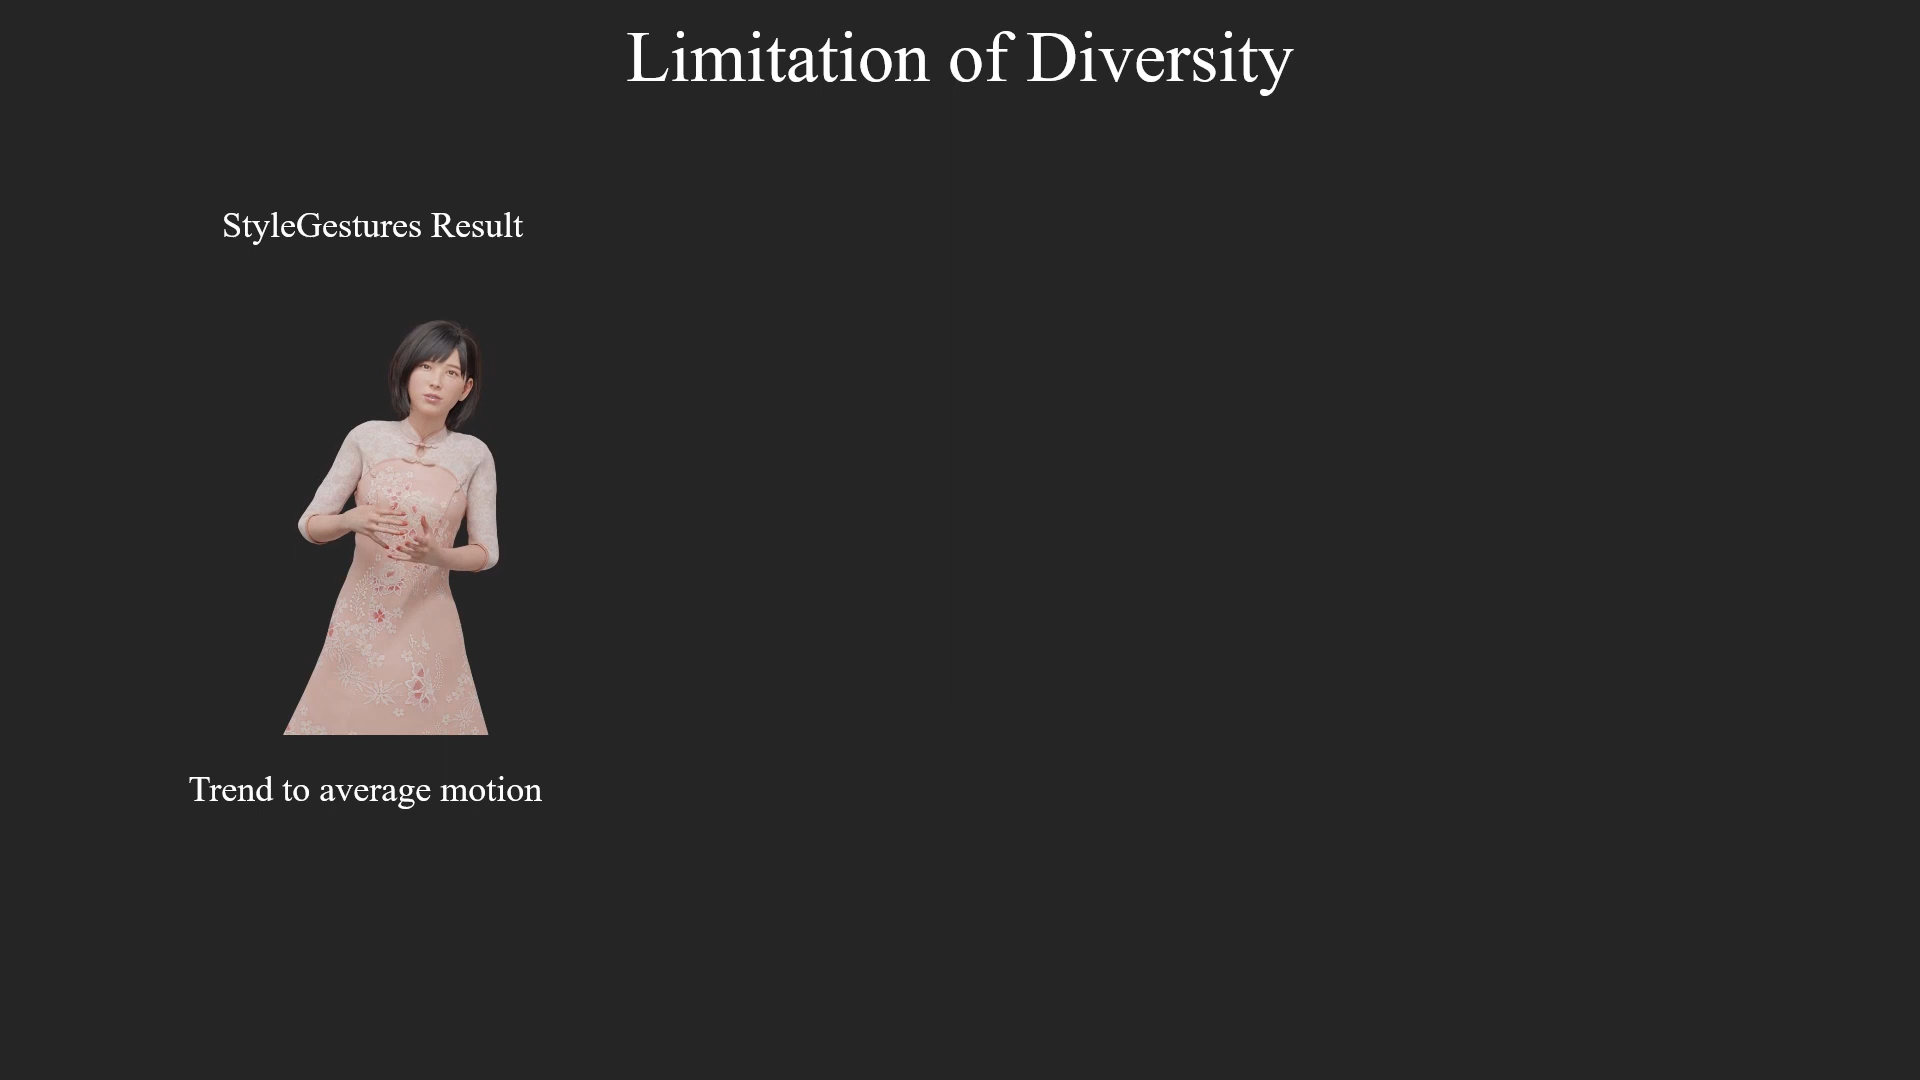 Limitation of Diversity
StyleGestures Result
Trend to average motion